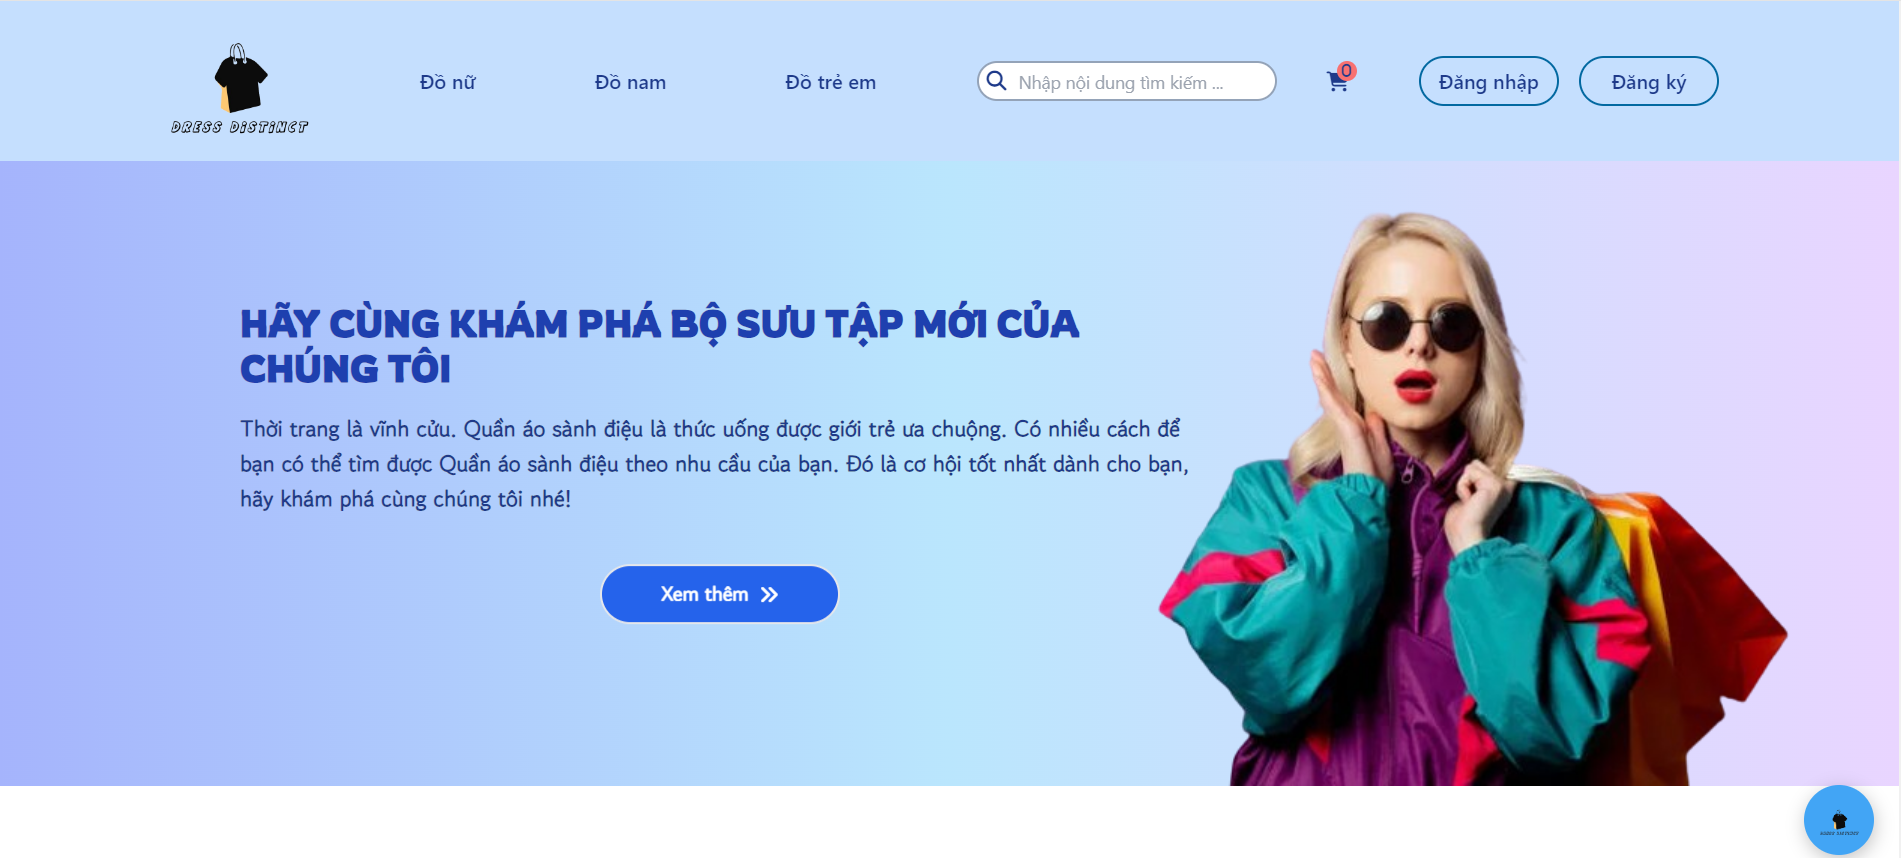 DRESS DISTINCT
Đồ nữ
Đồ nam
Đồ trẻ em
Nhập nội dung tìm kiếm ...
0
Đăng nhập
Đăng ký
HÃY CÙNG KHÁM PHÁ BỘ SƯU TẬP MỚI CỦA
CHÚNG TÔI
Thời trang là vĩnh cửu. Quần áo sành điệu là thức uống được giới trẻ ưa chuộng. Có nhiều cách để
bạn có thể tìm được Quần áo sành điệu theo nhu cầu của bạn. Đó là cơ hội tốt nhất dành cho bạn,
hãy khám phá cùng chúng tôi nhé!
Xem thêm